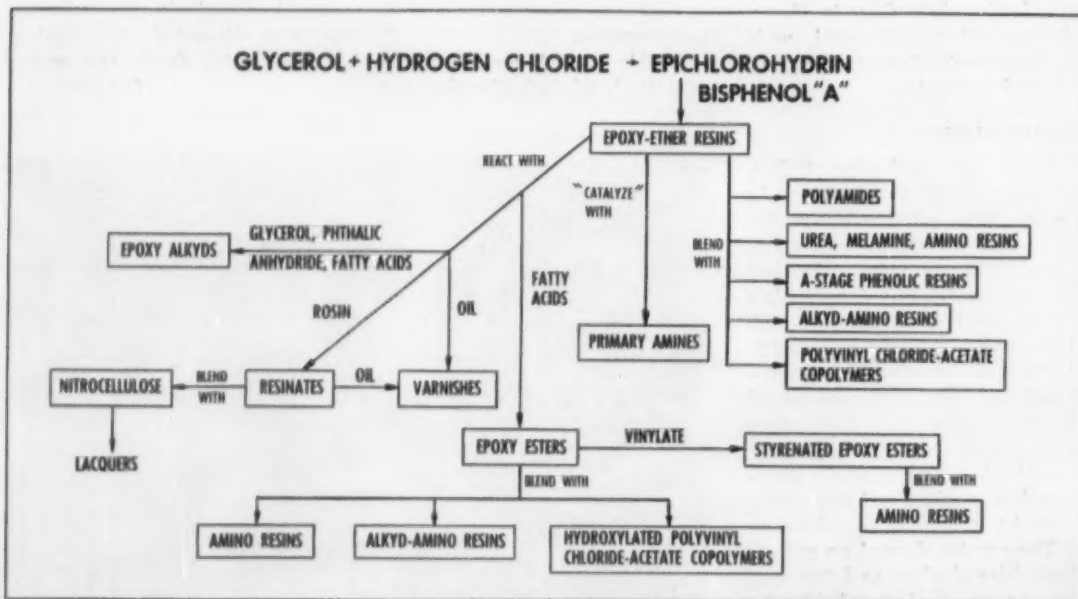 GLYCEROL + HYDROGEN CHLORIDE - EPICHLOROHYDRIN
BISPHENOL "A"
EPOXY-ETHER RESINS
REACT WITH
"CATALYZE"
WITH
BLEND
WITH
POLYAMIDES
UREA, MELAMINE, AMINO RESINS
A-STAGE PHENOLIC RESINS
ALKYD-AMINO RESINS
POLYVINYL CHLORIDE-ACETATE
COPOLYMERS
EPOXY ALKYDS
GLYCEROL, PHTHALIC
ANHYDRIDE, FATTY ACIDS
FATTY
ACIDS
ROSIN
OIL
PRIMARY AMINES
NITROCELLULOSE
BLEND
WITH
RESINATES
OIL
VARNISHES
LACQUERS
EPOXY ESTERS
VINYLATE
STYRENATED EPOXY ESTERS
BLEND WITH
BLEND WITH
AMINO RESINS
AMINO RESINS
ALKYD-AMINO RESINS
HYDROXYLATED POLYVINYL
CHLORIDE-ACETATE COPOLYMERS